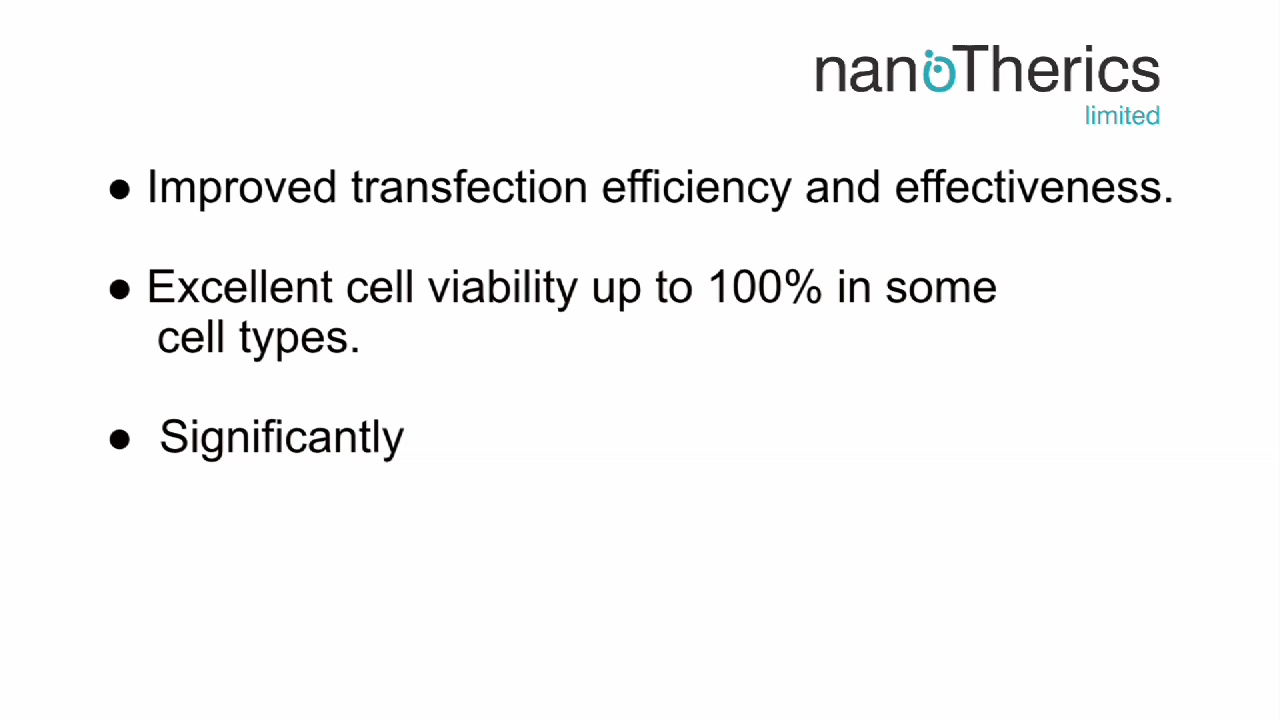 nanoTherics
limited
● Improved transfection efficiency and effectiveness.
● Excellent cell viability up to 100% in some
cell types.
● Significantly